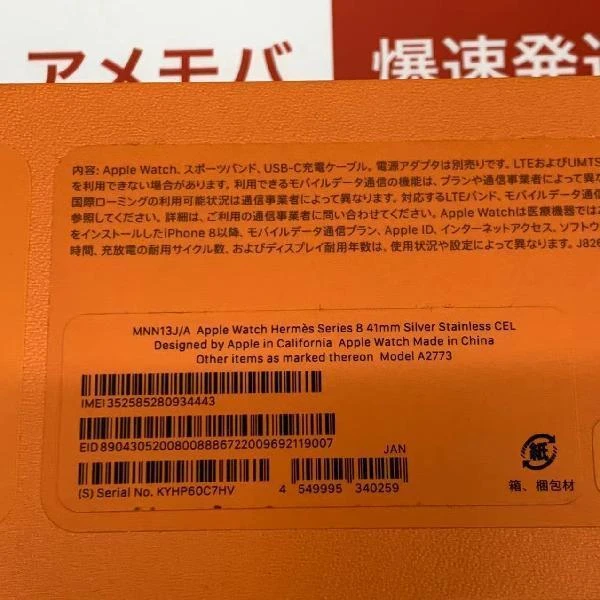 アメモバ
爆速発送
内容: Apple Watch、スポーツバンド、USB-C充電ケーブル。電源アダプタは別売りです。LTEおよびUMTS
を利用できない場合があります。利用できるモバイルデータ通信の機能は、プランや通信事業者によって異な
国際ローミングの利用可能状況は通信事業者によって異なります。対応するLTEバンド、モバイルデータ通信
参照してください。詳細は、ご利用の通信事業者に問い合わせてください。Apple Watchは医療機器では
をインストールしたiPhone 8以降、モバイルデータ通信プラン、Apple ID、インターネットアクセス、ソフトウ
時間、充放電の耐用サイクル数、およびディスプレイ耐用年数は、使用状況や設定によって異なります。J826
MNN13J/A Apple Watch Hermès Series 8 41mm Silver Stainless CEL
Designed by Apple in California Apple Watch Made in China
Other items as marked thereon Model A2773
IMEI 352585280934443
EID 89043052008008886722009692119007
JAN
(S) Serial No. KYHP60C7HV
4 549995 340259
紙
箱、梱包材